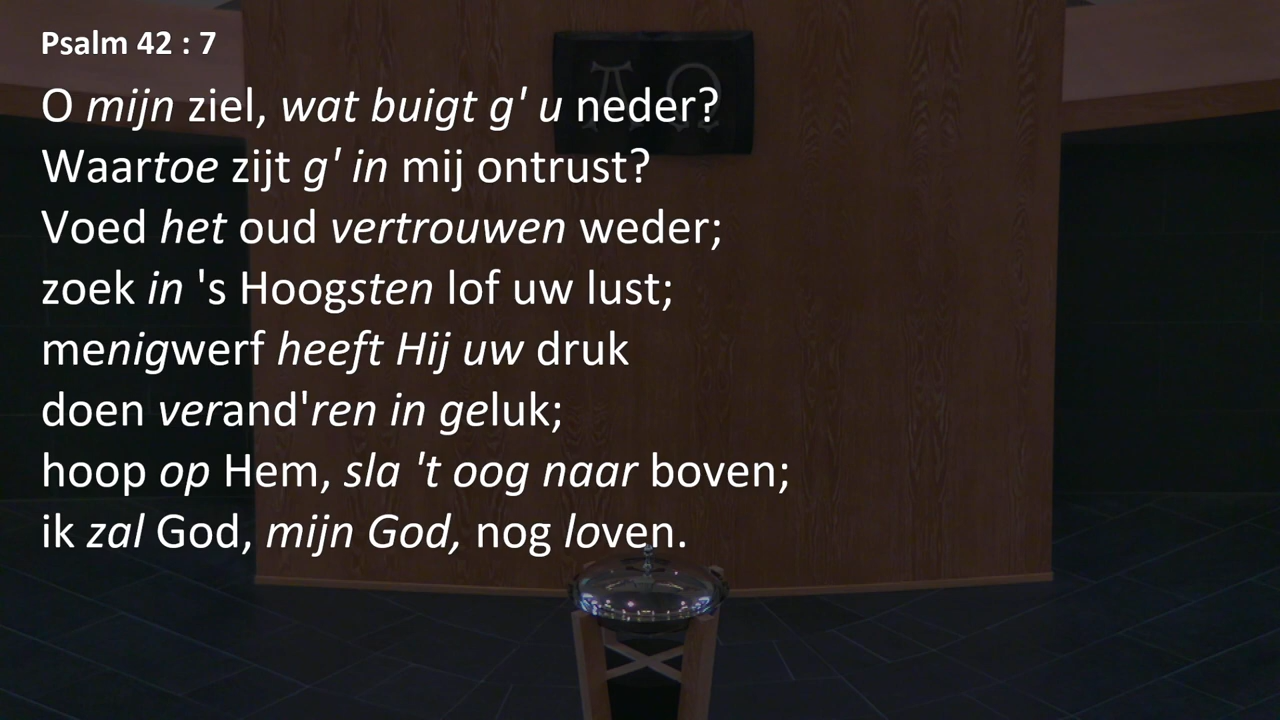 Psalm 42 : 7
ΑΩ
O mijn ziel, wat buigt g' u neder?
Waartoe zijt g' in mij ontrust?
Voed het oud vertrouwen weder;
zoek in 's Hoogsten lof uw lust;
menigwerf heeft Hij uw druk
doen verand'ren in geluk;
hoop op Hem, sla 't oog naar boven;
ik zal God, mijn God, nog loven.